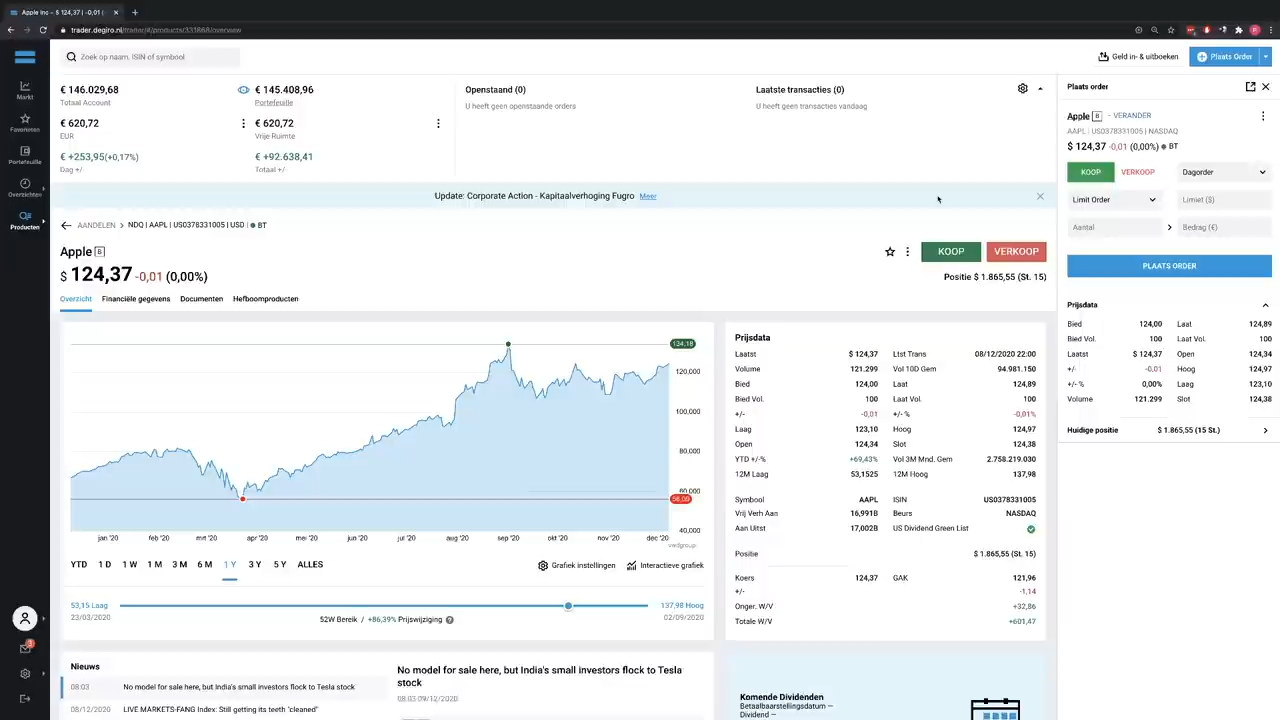 Apple Inc - $ 124,37 | -0,01 (
trader.degiro.nl/trader/#/products/331868/overview
Zoek op naam, ISIN of symbool
Geld in- & uitboeken
Plaats Order
Markt
Favorieten
Portefeuille
Overzichten
Producten
3
€ 146.029,68
Totaal Account
€ 145.408,96
Portefeuille
€ 620,72
EUR
€ 620,72
Vrije Ruimte
€ +253,95(+0,17%)
Dag +/-
€ +92.638,41
Totaal +/-
Openstaand (0)
U heeft geen openstaande orders
Laatste transacties (0)
U heeft geen transacties vandaag
Update: Corporate Action - Kapitaalverhoging Fugro Meer
AANDELEN > NDQ | AAPL | US0378331005 | USD | BT
Apple B
$ 124,37 -0,01 (0,00%)
KOOP VERKOOP
Positie $ 1.865,55 (St. 15)
Overzicht Financiële gegevens Documenten Hefboomproducten
134,18
120,000
100,000
80,000
60,000
56,09
40,000
jan '20 feb '20 mrt '20 apr '20 mei '20 jun '20 jul '20 aug '20 sep '20 okt '20 nov '20 dec '20
vwdgroup:
YTD 1 D 1 W 1 M 3 M 6 M 1 Y 3 Y 5 Y ALLES
Grafiek instellingen Interactieve grafiek
53,15 Laag
23/03/2020
137,98 Hoog
02/09/2020
52W Bereik / +86,39% Prijswijziging ?
Prijsdata
Laatst $ 124,37 Ltst Trans 08/12/2020 22:00
Volume 121.299 Vol 10D Gem 94.981.150
Bied 124,00 Laat 124,89
Bied Vol. 100 Laat Vol. 100
+/- -0,01 +/- % -0,01%
Laag 123,10 Hoog 124,97
Open 124,34 Slot 124,38
YTD +/-% +69,43% Vol 3M Mnd. Gem 2.758.219.030
12M Laag 53,1525 12M Hoog 137,98
Symbool AAPL ISIN US0378331005
Vrij Verh Aan 16,991B Beurs NASDAQ
Aan Uitst 17,002B US Dividend Green List
Positie $ 1.865,55 (St. 15)
Koers 124,37 GAK 121,96
+/- -1,14
Onger. W/V +32,86
Totale W/V +601,47
Nieuws
08:03 No model for sale here, but India's small investors flock to Tesla stock
08/12/2020 LIVE MARKETS-FANG Index: Still getting its teeth "cleaned"
No model for sale here, but India's small investors flock to Tesla
stock
08:03 09/12/2020
Komende Dividenden
Betaalbaarstellingsdatum —
Dividend —
Plaats order
Apple B - VERANDER
AAPL | US0378331005 | NASDAQ
$ 124,37 -0,01 (0,00%) BT
KOOP VERKOOP Dagorder
Limit Order Limiet ($)
Aantal > Bedrag (€)
PLAATS ORDER
Prijsdata
Bied 124,00 Laat 124,89
Bied Vol. 100 Laat Vol. 100
Laatst $ 124,37 Open 124,34
+/- -0,01 Hoog 124,97
+/- % 0,00% Laag 123,10
Volume 121.299 Slot 124,38
Huidige positie $ 1.865,55 (15 St.)